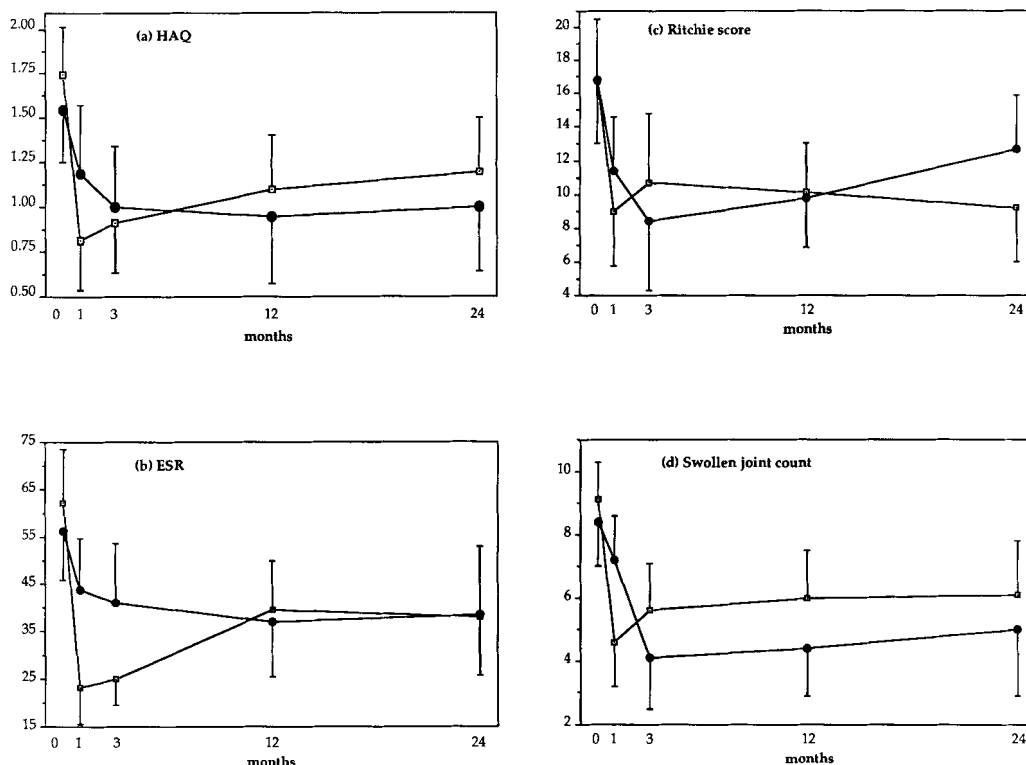 (a) HAQ
2.00
1.75
1.50
1.25
1.00
0.75
0.50
0 1 3 12 24
months
(c) Ritchie score
20
18
16
14
12
10
8
6
4
0 1 3 12 24
months
(b) ESR
75
65
55
45
35
25
15
0 1 3 12 24
months
(d) Swollen joint count
10
8
6
4
2
0 1 3 12 24
months